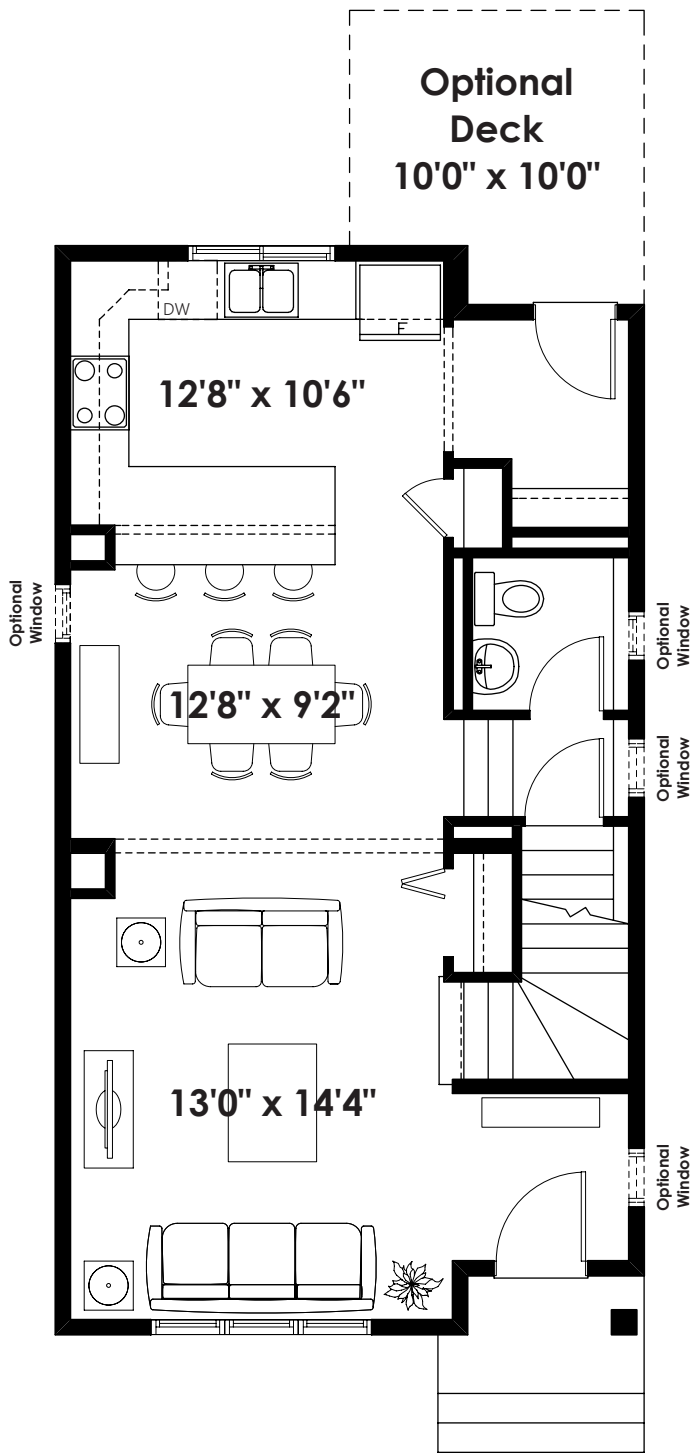 Optional
Deck
10'0" x 10'0"
DW
F
12'8" x 10'6"
Optional
Window
Optional
Window
12'8" x 9'2"
Optional
Window
13'0" x 14'4"
Optional
Window